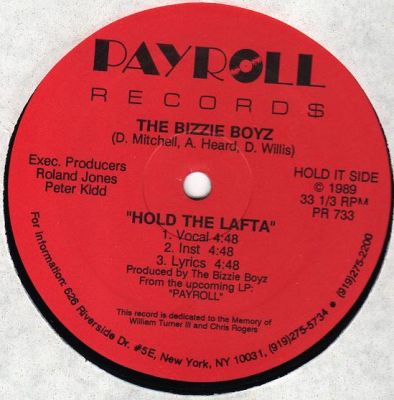 PAYROLL
RECORD$
THE BIZZIE BOYZ
(D. Mitchell, A. Heard, D. Willis)
Exec. Producers
Roland Jones
Peter Kidd
HOLD IT SIDE
© 1989
33 1/3 RPM
PR 733
"HOLD THE LAFTA"
1. Vocal 4:48
2. Inst 4:48
3. Lyrics 4:48
Produced by The Bizzie Boyz
From the upcoming LP:
"PAYROLL"
This record is dedicated to the Memory of
William Turner III and Chris Rogers
For information: 626 Riverside Dr. #5E, New York, NY 10031, (919)275-5734 • (919)275-2200